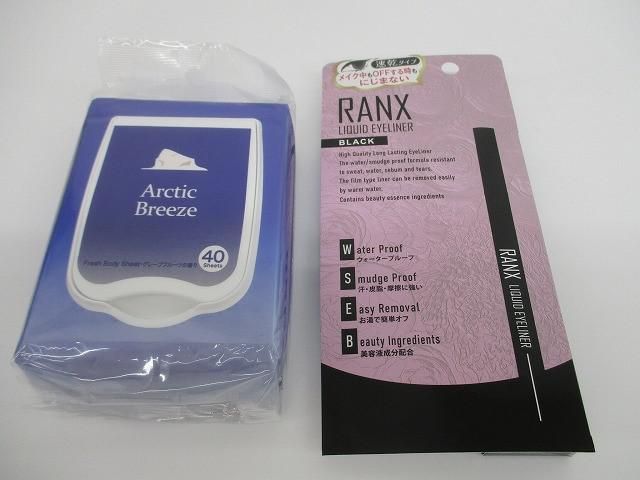 Arctic
Breeze
Fresh Body Sheet・グレープフルーツの香り
40
Sheets
速乾タイプ
メイク中もOFFする時も
にじまない
RANX
LIQUID EYELINER
BLACK
High Quality Long Lasting EyeLiner
The water/smudge proof formula resistant
to sweat, water, sebum and tears.
The film type liner can be removed easily
by warm water.
Contains beauty essence ingredients
Water Proof
ウォータープルーフ
Smudge Proof
汗・皮脂・摩擦に強い
Easy Removal
お湯で簡単オフ
Beauty Ingredients
美容液成分配合
RANX LIQUID EYELINER